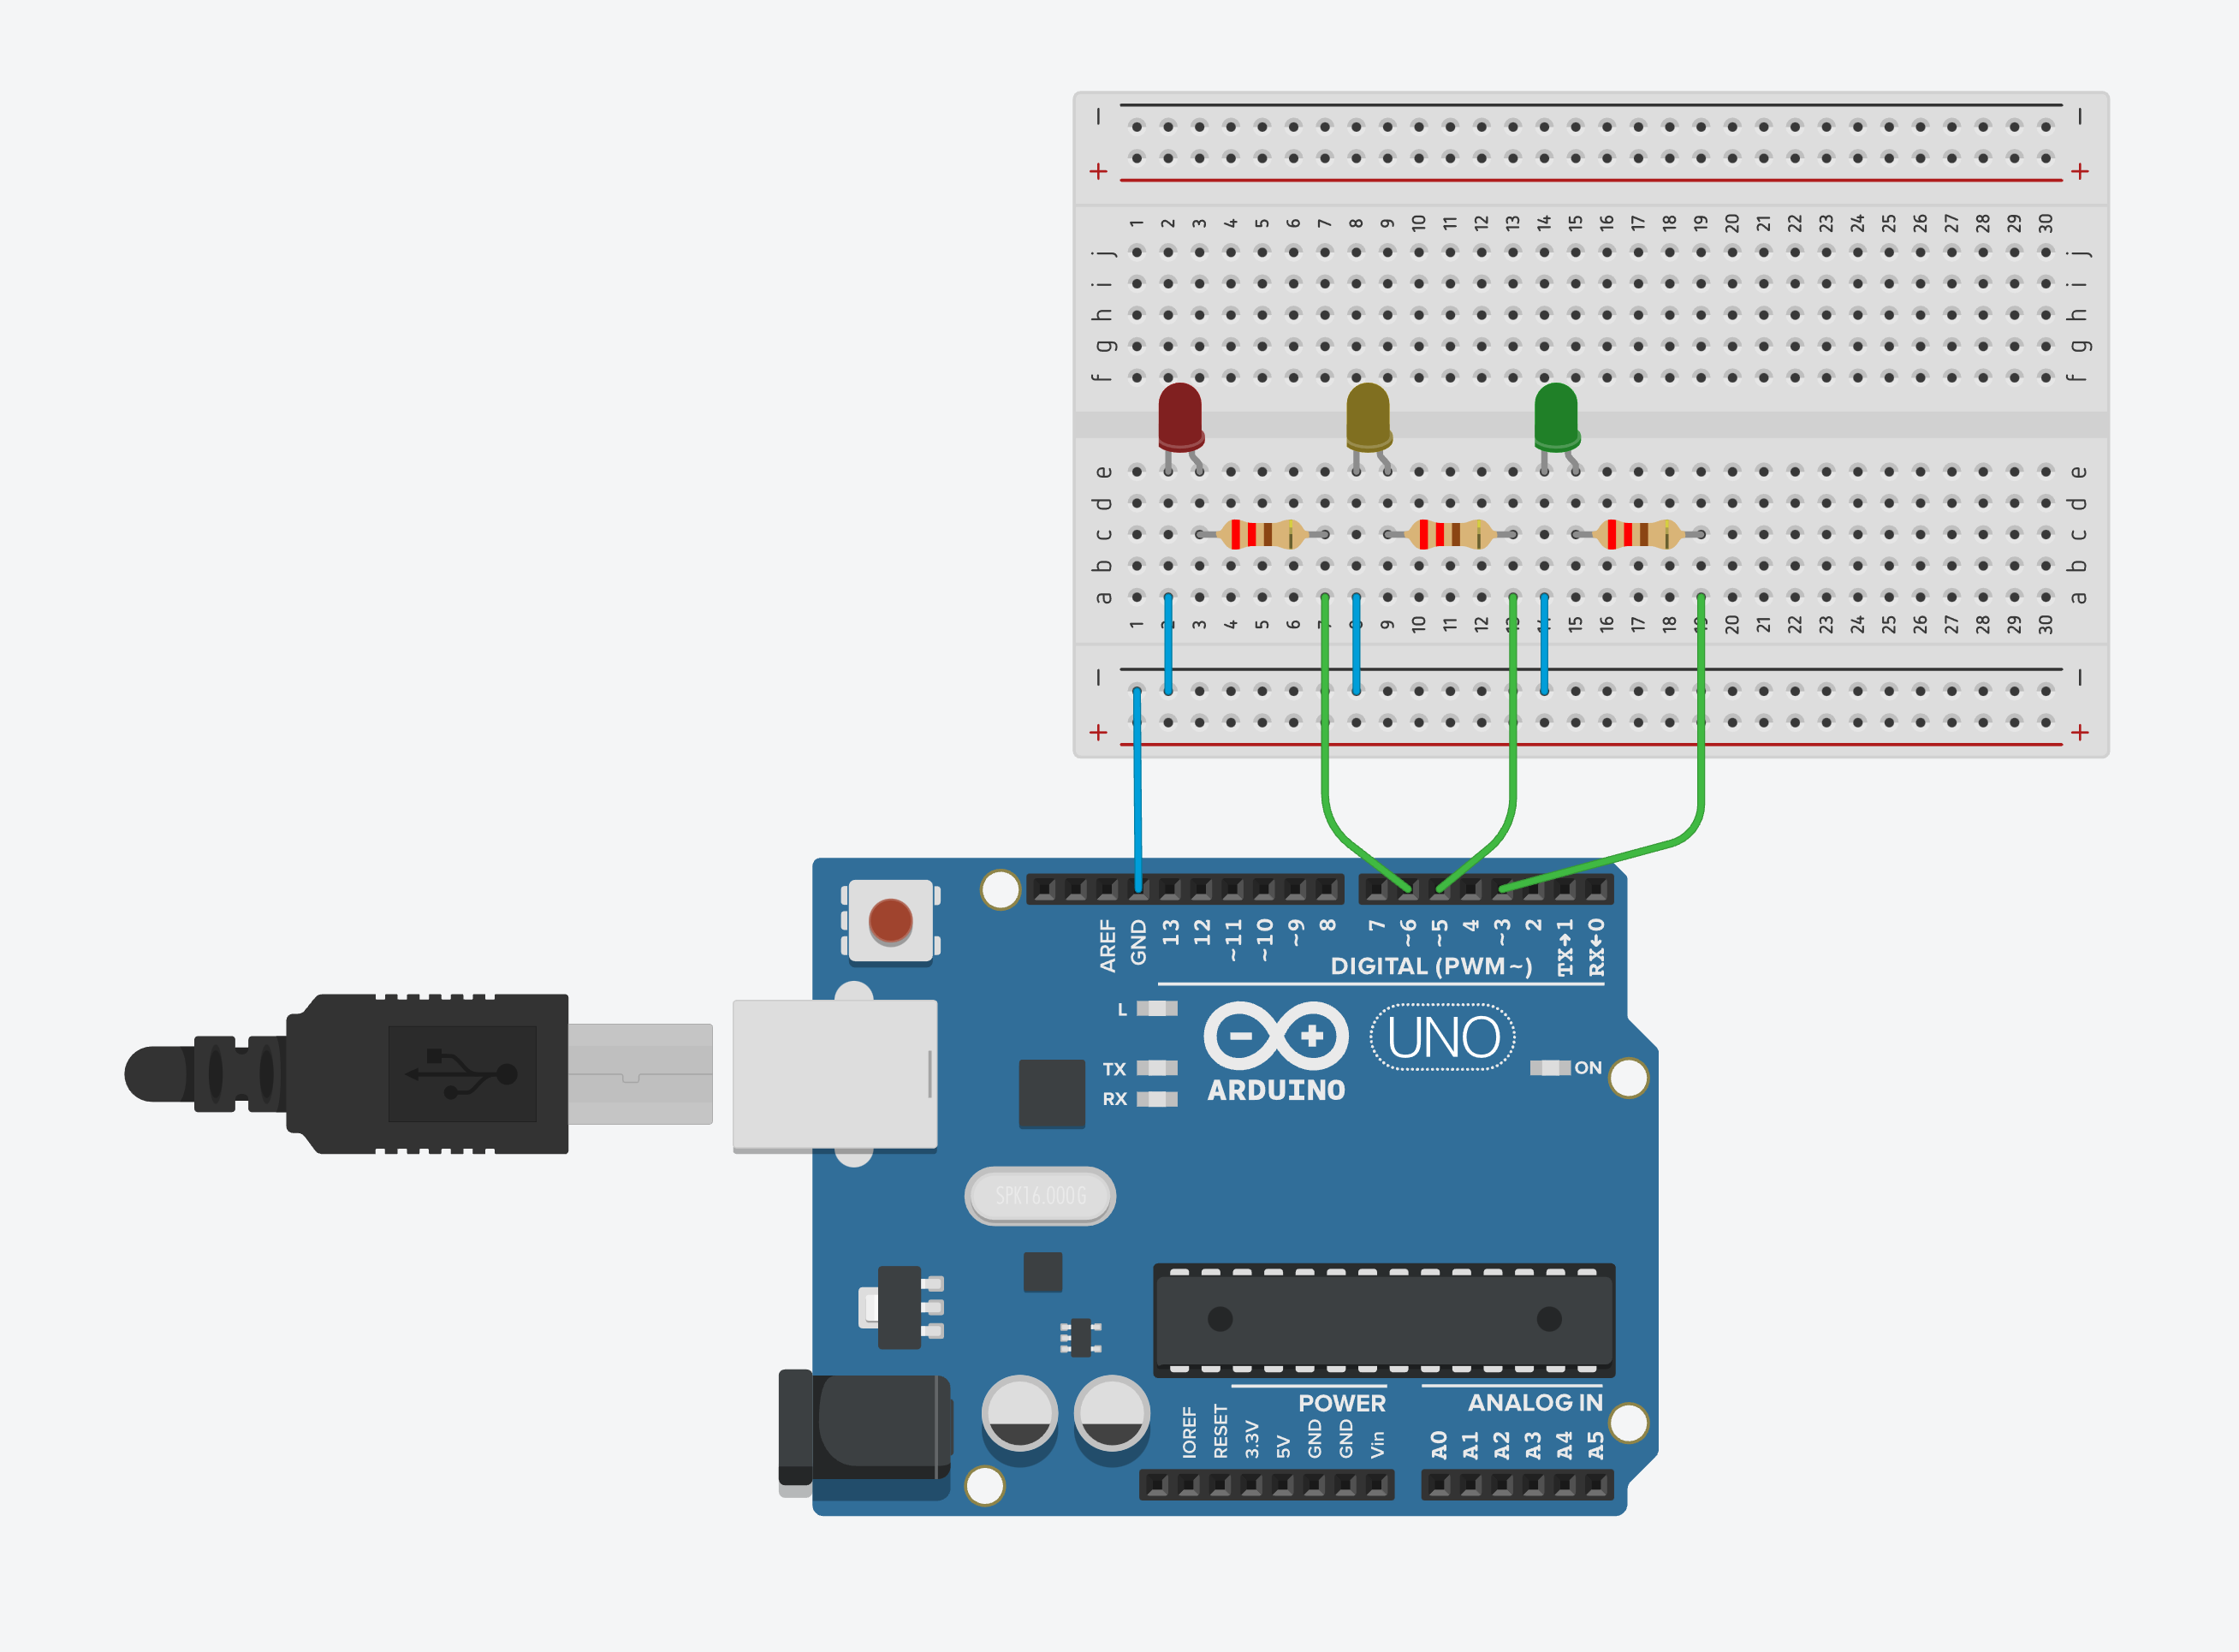 − −
+ +
1 2 3 4 5 6 7 8 9 10 11 12 13 14 15 16 17 18 19 20 21 22 23 24 25 26 27 28 29 30
j j
i i
h h
g g
f f
e e
d d
c c
b b
a a
1 2 3 4 5 6 7 8 9 10 11 12 13 14 15 16 17 18 19 20 21 22 23 24 25 26 27 28 29 30
− −
+ +
AREF GND 13 12 ~11 ~10 ~9 8 7 ~6 ~5 4 ~3 2 TX→1 RX←0
DIGITAL (PWM ~)
L
UNO
TX
ON
ARDUINO
RX
SPK16.000G
POWER ANALOG IN
IOREF RESET 3.3V 5V GND GND Vin A0 A1 A2 A3 A4 A5